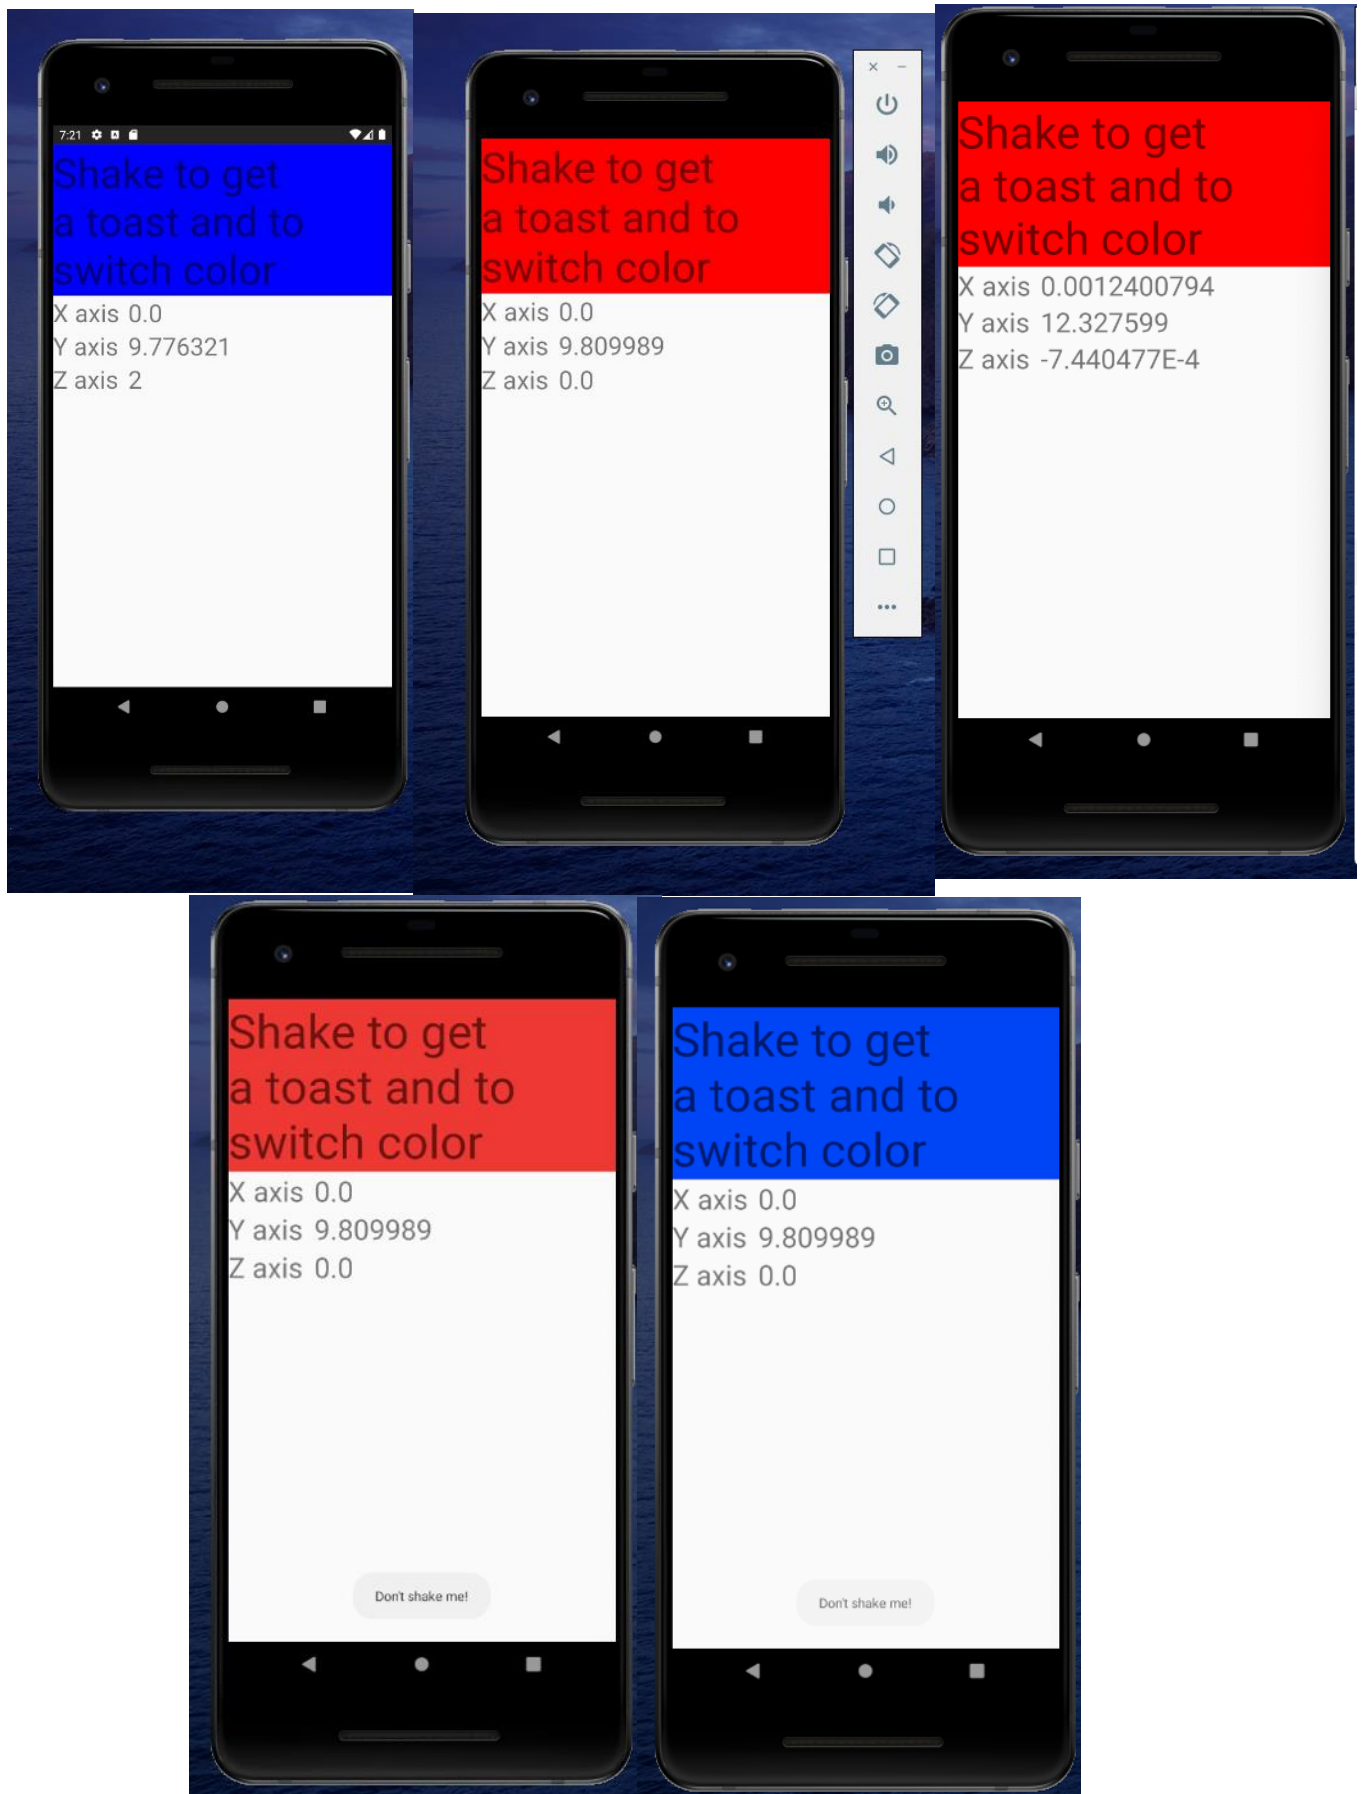 7:21
Shake to get
a toast and to
switch color
X axis 0.0
Y axis 9.776321
Z axis 2
Shake to get
a toast and to
switch color
X axis 0.0
Y axis 9.809989
Z axis 0.0
Shake to get
a toast and to
switch color
X axis 0.0012400794
Y axis 12.327599
Z axis -7.440477E-4
Shake to get
a toast and to
switch color
X axis 0.0
Y axis 9.809989
Z axis 0.0
Don't shake me!
Shake to get
a toast and to
switch color
X axis 0.0
Y axis 9.809989
Z axis 0.0
Don't shake me!